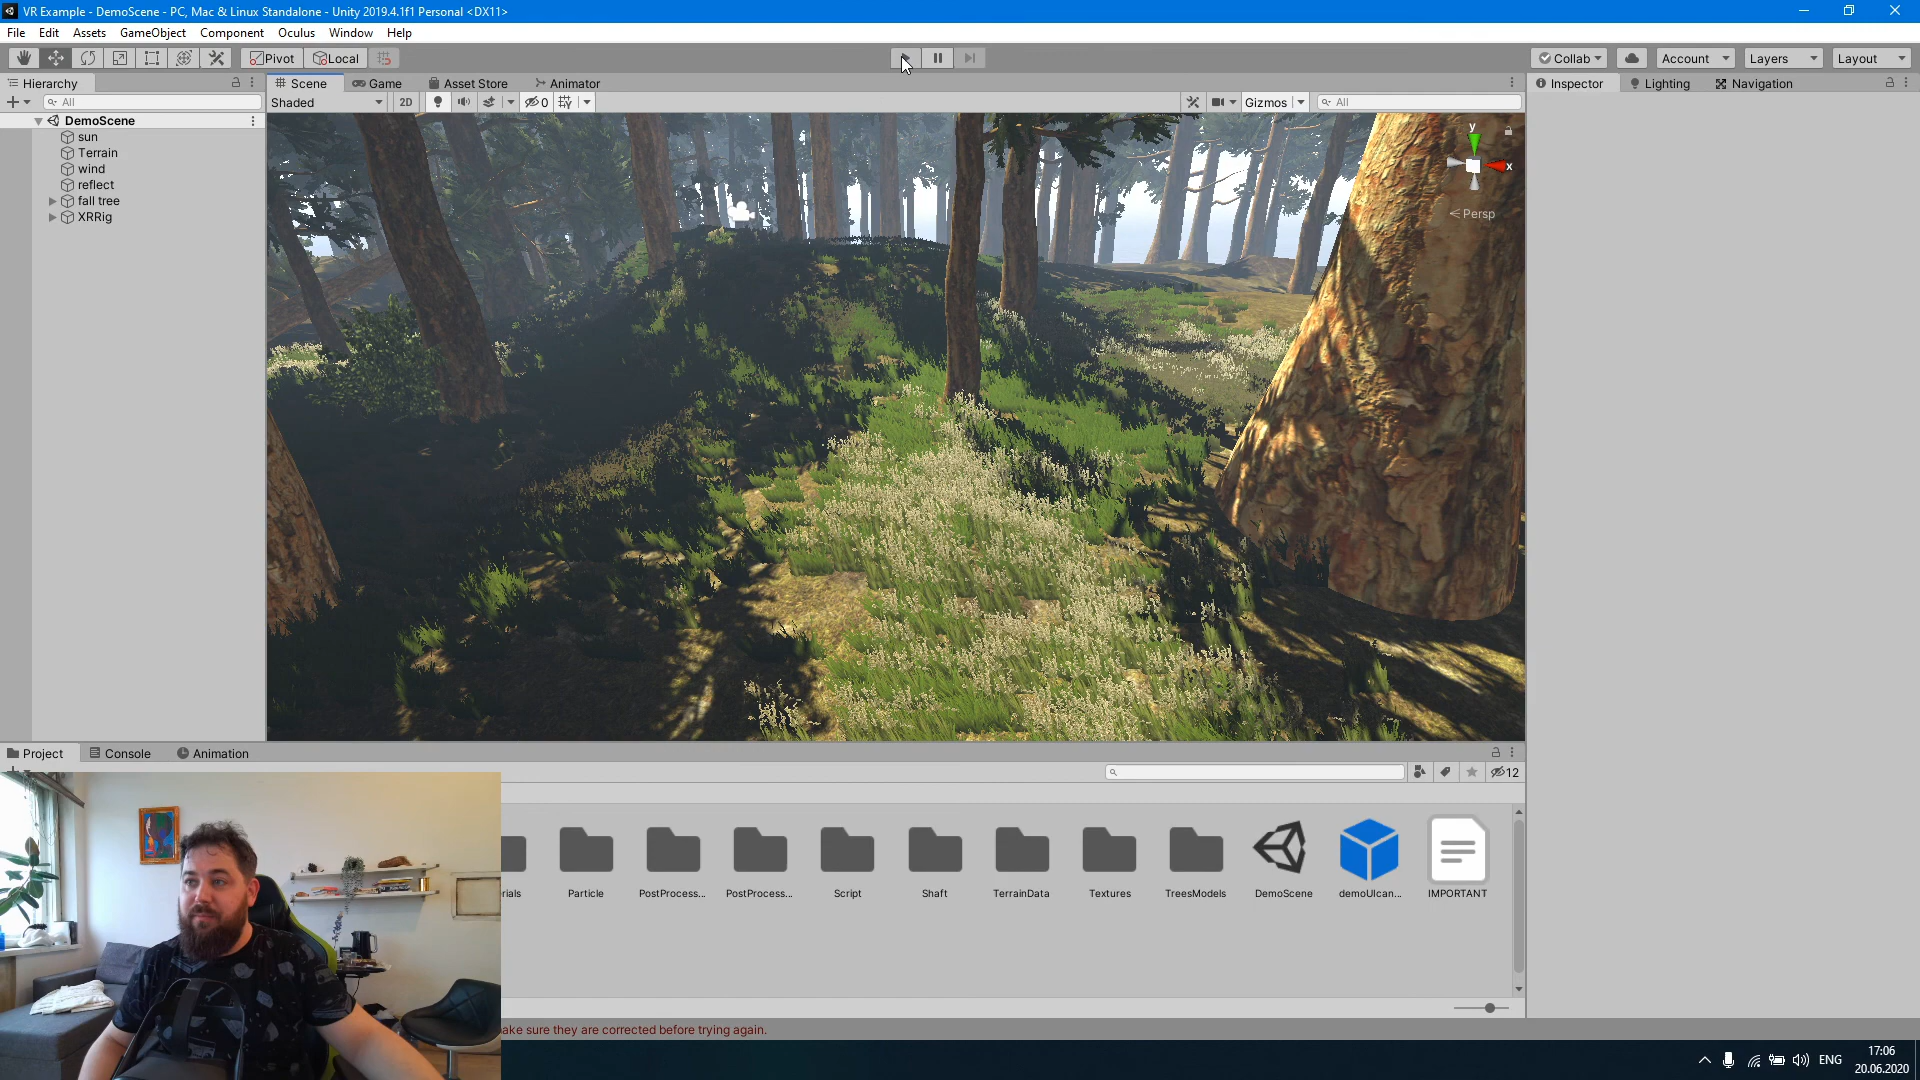 VR Example - DemoScene - PC, Mac & Linux Standalone - Unity 2019.4.1f1 Personal <DX11>
File Edit Assets GameObject Component Oculus Window Help
Pivot Local Collab Account Layers Layout
Hierarchy Scene Game Asset Store Animator Inspector Lighting Navigation
All Shaded 2D 0 Gizmos All
DemoScene
sun
Terrain
wind
reflect
fall tree
XRRig
y
x
Persp
Project Console Animation
12
rials Particle PostProcess... PostProcess... Script Shaft TerrainData Textures TreesModels DemoScene demoUIcan... IMPORTANT
ake sure they are corrected before trying again.
ENG 17:06
20.06.2020